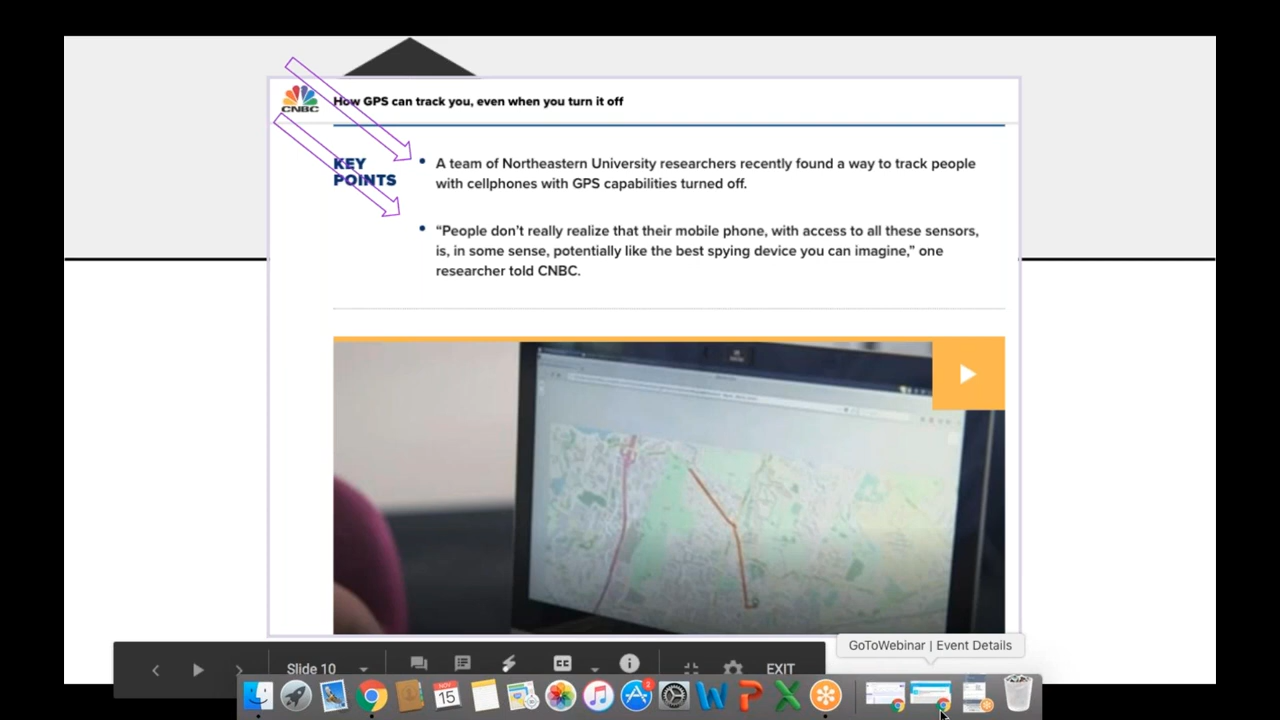 CNBC
How GPS can track you, even when you turn it off
KEY
POINTS
• A team of Northeastern University researchers recently found a way to track people
with cellphones with GPS capabilities turned off.
• “People don’t really realize that their mobile phone, with access to all these sensors,
is, in some sense, potentially like the best spying device you can imagine,” one
researcher told CNBC.
GoToWebinar | Event Details
Slide 10
CC
EXIT
NOV
15
2